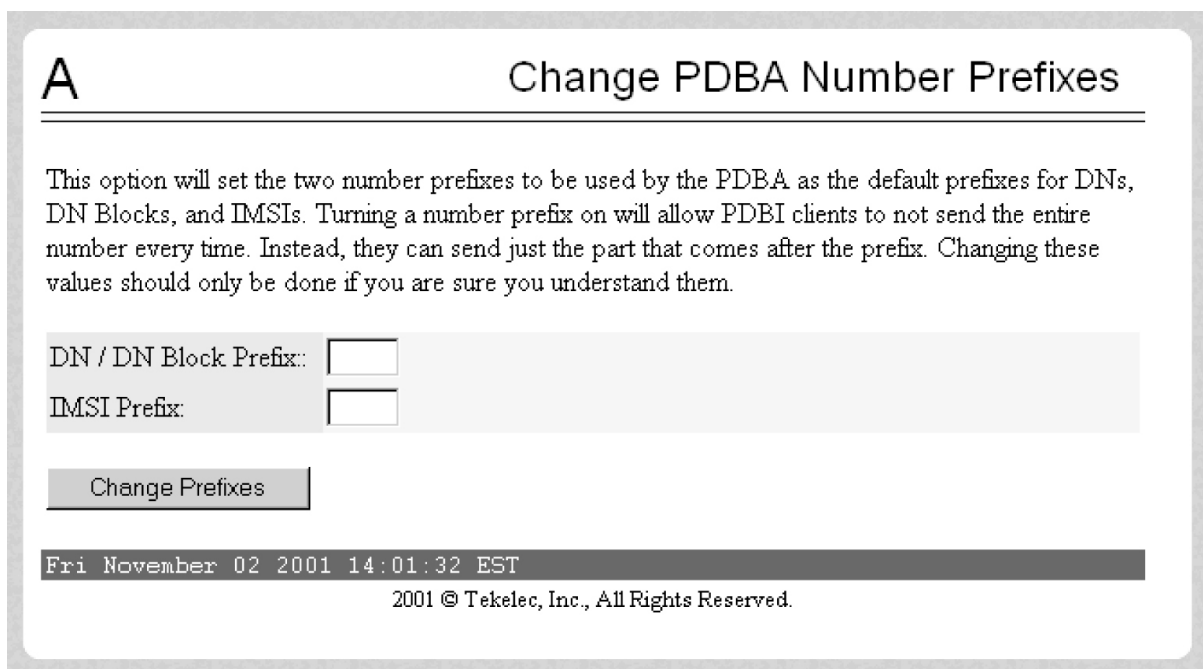 A
Change PDBA Number Prefixes
This option will set the two number prefixes to be used by the PDBA as the default prefixes for DNs,
DN Blocks, and IMSIs. Turning a number prefix on will allow PDBI clients to not send the entire
number every time. Instead, they can send just the part that comes after the prefix. Changing these
values should only be done if you are sure you understand them.
DN / DN Block Prefix::
IMSI Prefix:
Change Prefixes
Fri November 02 2001 14:01:32 EST
2001 © Tekelec, Inc., All Rights Reserved.